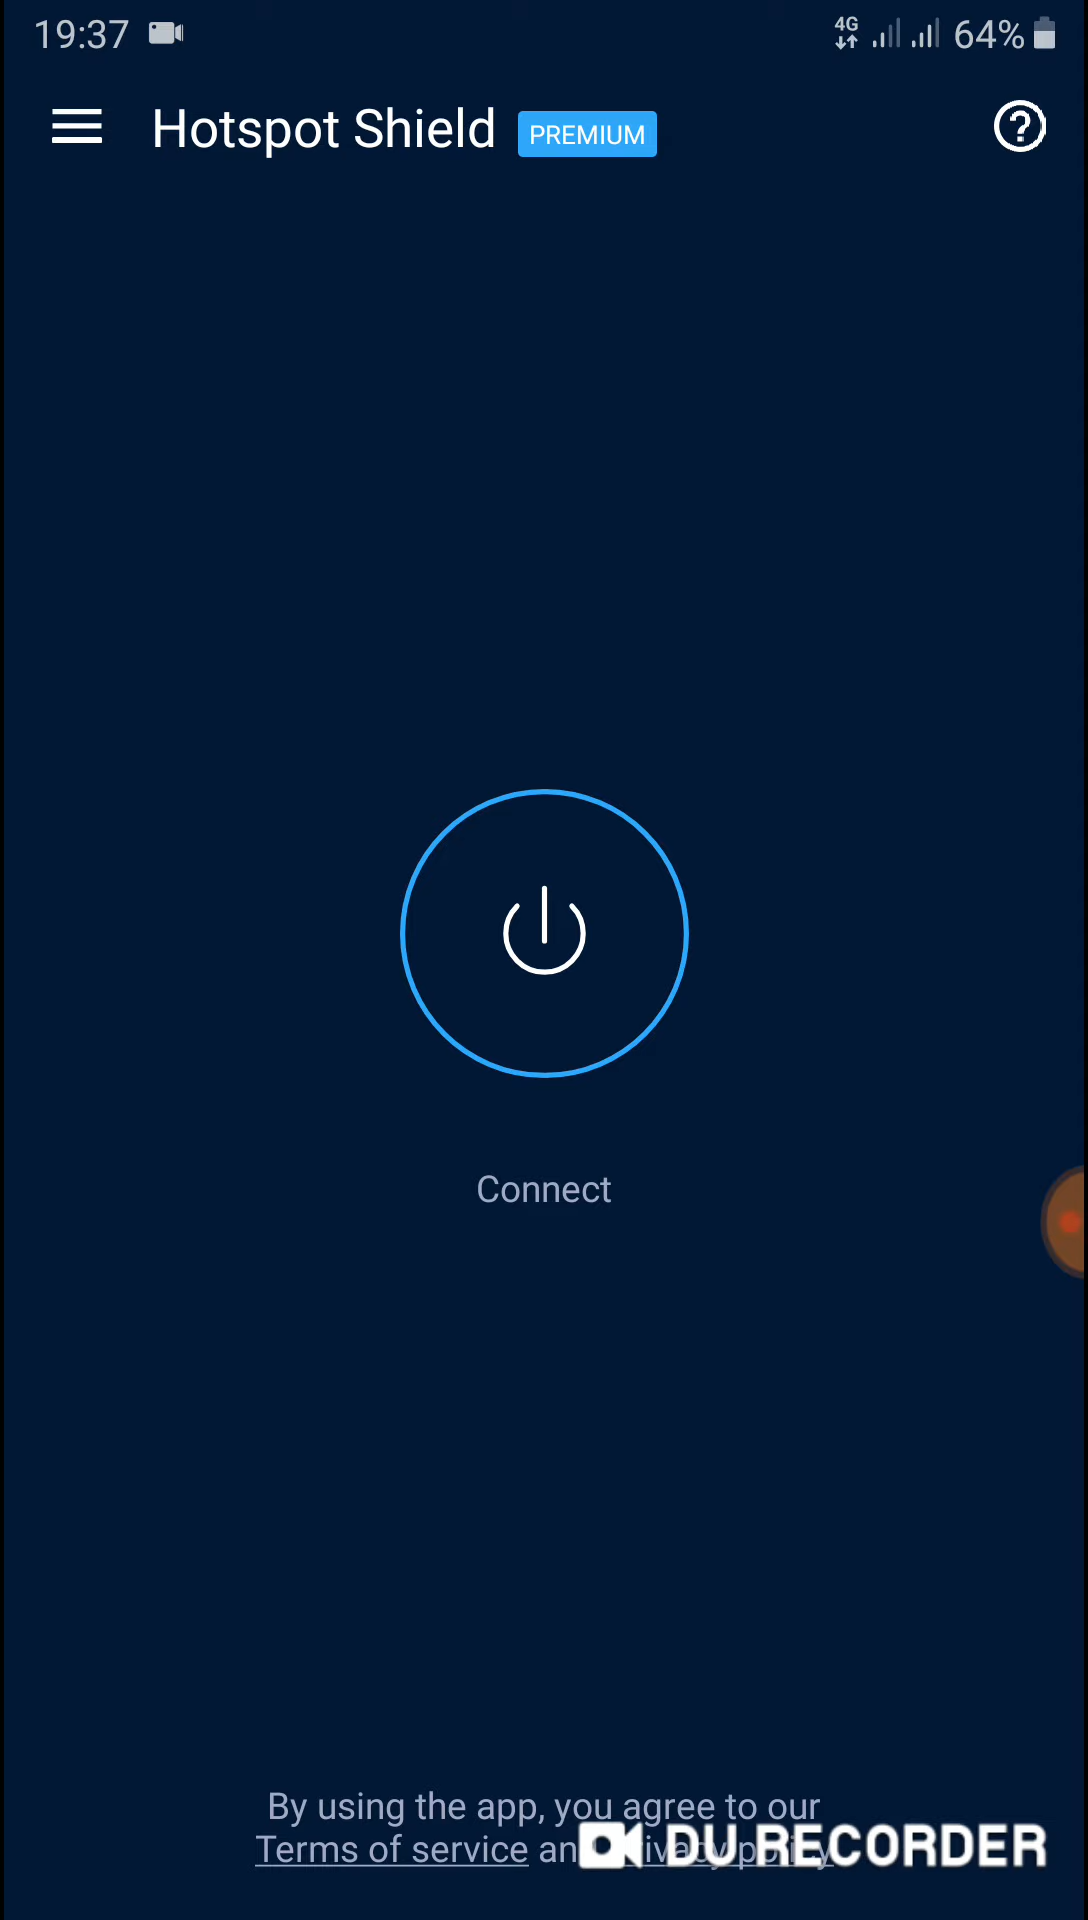 19:37 4G 64%
Hotspot Shield PREMIUM
Connect
By using the app, you agree to our
Terms of service
DU RECORDER